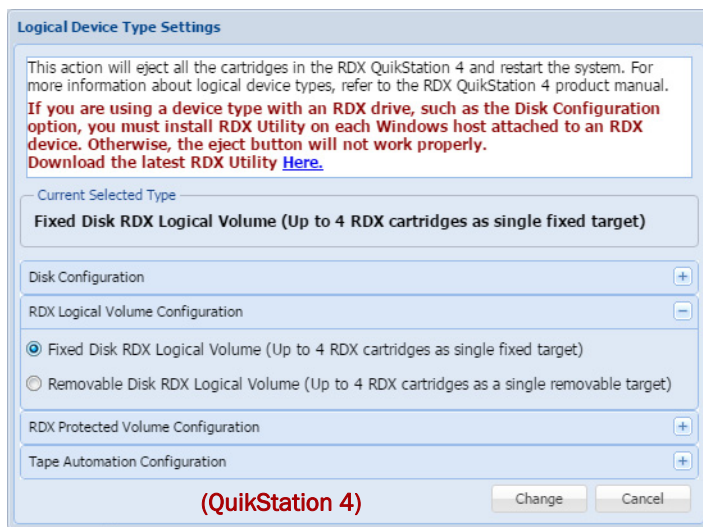 Logical Device Type Settings
This action will eject all the cartridges in the RDX QuikStation 4 and restart the system. For
more information about logical device types, refer to the RDX QuikStation 4 product manual.
If you are using a device type with an RDX drive, such as the Disk Configuration
option, you must install RDX Utility on each Windows host attached to an RDX
device. Otherwise, the eject button will not work properly.
Download the latest RDX Utility Here.
Current Selected Type
Fixed Disk RDX Logical Volume (Up to 4 RDX cartridges as single fixed target)
Disk Configuration
RDX Logical Volume Configuration
Fixed Disk RDX Logical Volume (Up to 4 RDX cartridges as single fixed target)
Removable Disk RDX Logical Volume (Up to 4 RDX cartridges as a single removable target)
RDX Protected Volume Configuration
Tape Automation Configuration
(QuikStation 4) Change Cancel